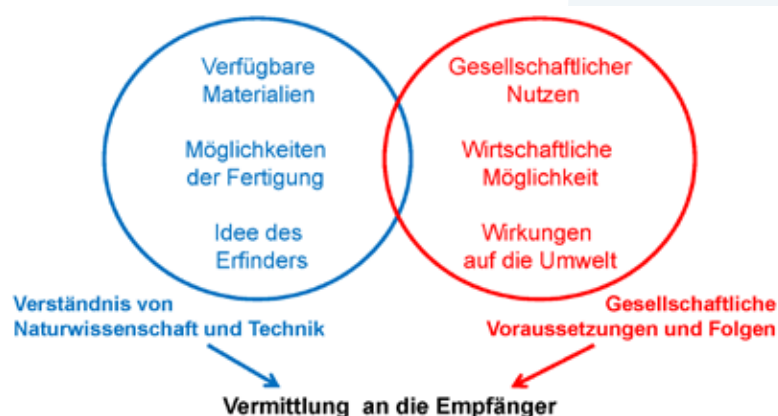 Verfügbare
Materialien
Möglichkeiten
der Fertigung
Idee des
Erfinders
Gesellschaftlicher
Nutzen
Wirtschaftliche
Möglichkeit
Wirkungen
auf die Umwelt
Verständnis von
Naturwissenschaft und Technik
Gesellschaftliche
Voraussetzungen und Folgen
Vermittlung an die Empfänger